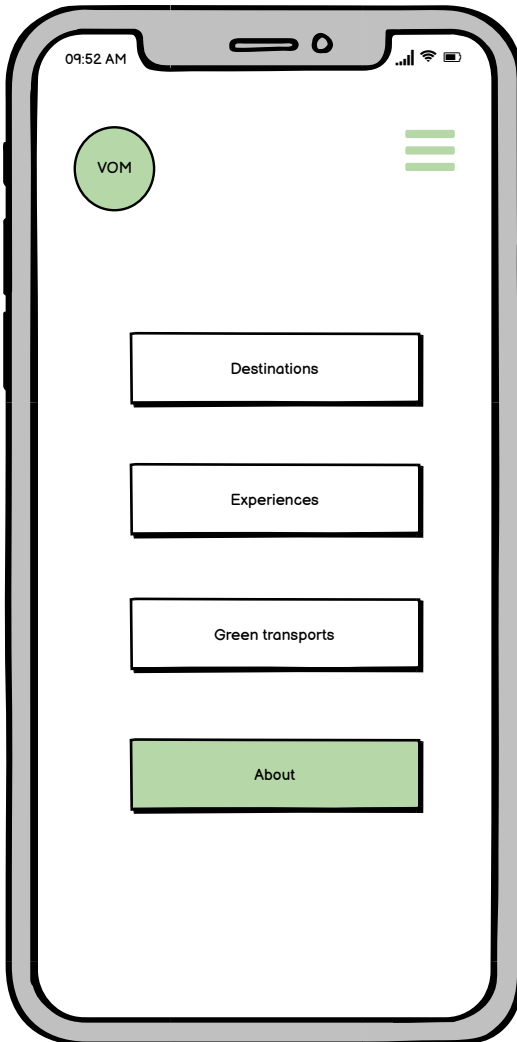 09:52 AM
VOM
Destinations
Experiences
Green transports
About